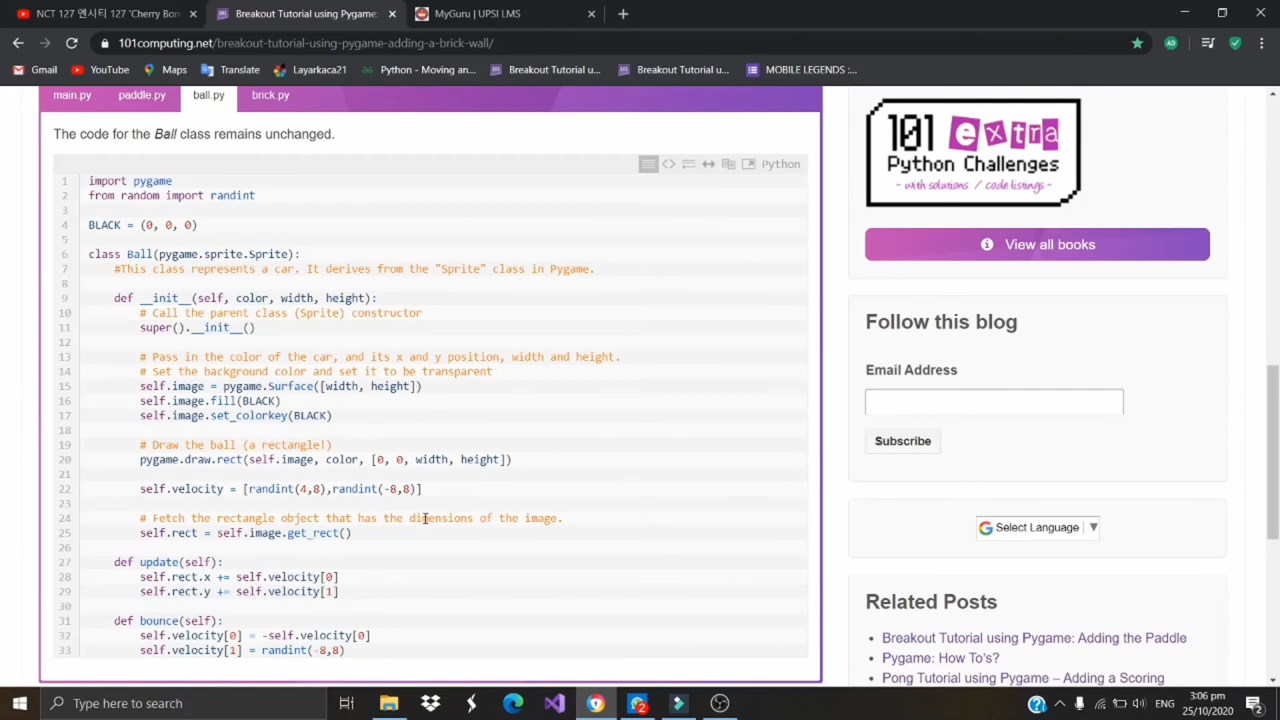 NCT 127 엔시티 127 'Cherry Bom
Breakout Tutorial using Pygame:
MyGuru | UPSI LMS
101computing.net/breakout-tutorial-using-pygame-adding-a-brick-wall/
Gmail
YouTube
Maps
Translate
Layarkaca21
Python - Moving an...
Breakout Tutorial u...
Breakout Tutorial u...
MOBILE LEGENDS :...
main.py
paddle.py
ball.py
brick.py
The code for the Ball class remains unchanged.
Python
1 import pygame
2 from random import randint
3
4 BLACK = (0, 0, 0)
5
6 class Ball(pygame.sprite.Sprite):
7 #This class represents a car. It derives from the "Sprite" class in Pygame.
8
9 def __init__(self, color, width, height):
10 # Call the parent class (Sprite) constructor
11 super().__init__()
12
13 # Pass in the color of the car, and its x and y position, width and height.
14 # Set the background color and set it to be transparent
15 self.image = pygame.Surface([width, height])
16 self.image.fill(BLACK)
17 self.image.set_colorkey(BLACK)
18
19 # Draw the ball (a rectangle!)
20 pygame.draw.rect(self.image, color, [0, 0, width, height])
21
22 self.velocity = [randint(4,8),randint(-8,8)]
23
24 # Fetch the rectangle object that has the dimensions of the image.
25 self.rect = self.image.get_rect()
26
27 def update(self):
28 self.rect.x += self.velocity[0]
29 self.rect.y += self.velocity[1]
30
31 def bounce(self):
32 self.velocity[0] = -self.velocity[0]
33 self.velocity[1] = randint(-8,8)
101 extra
Python Challenges
- with solutions / code listings -
View all books
Follow this blog
Email Address
Subscribe
G Select Language
Related Posts
Breakout Tutorial using Pygame: Adding the Paddle
Pygame: How To's?
Pong Tutorial using Pygame – Adding a Scoring
Type here to search
2
ENG
3:06 pm
25/10/2020
2